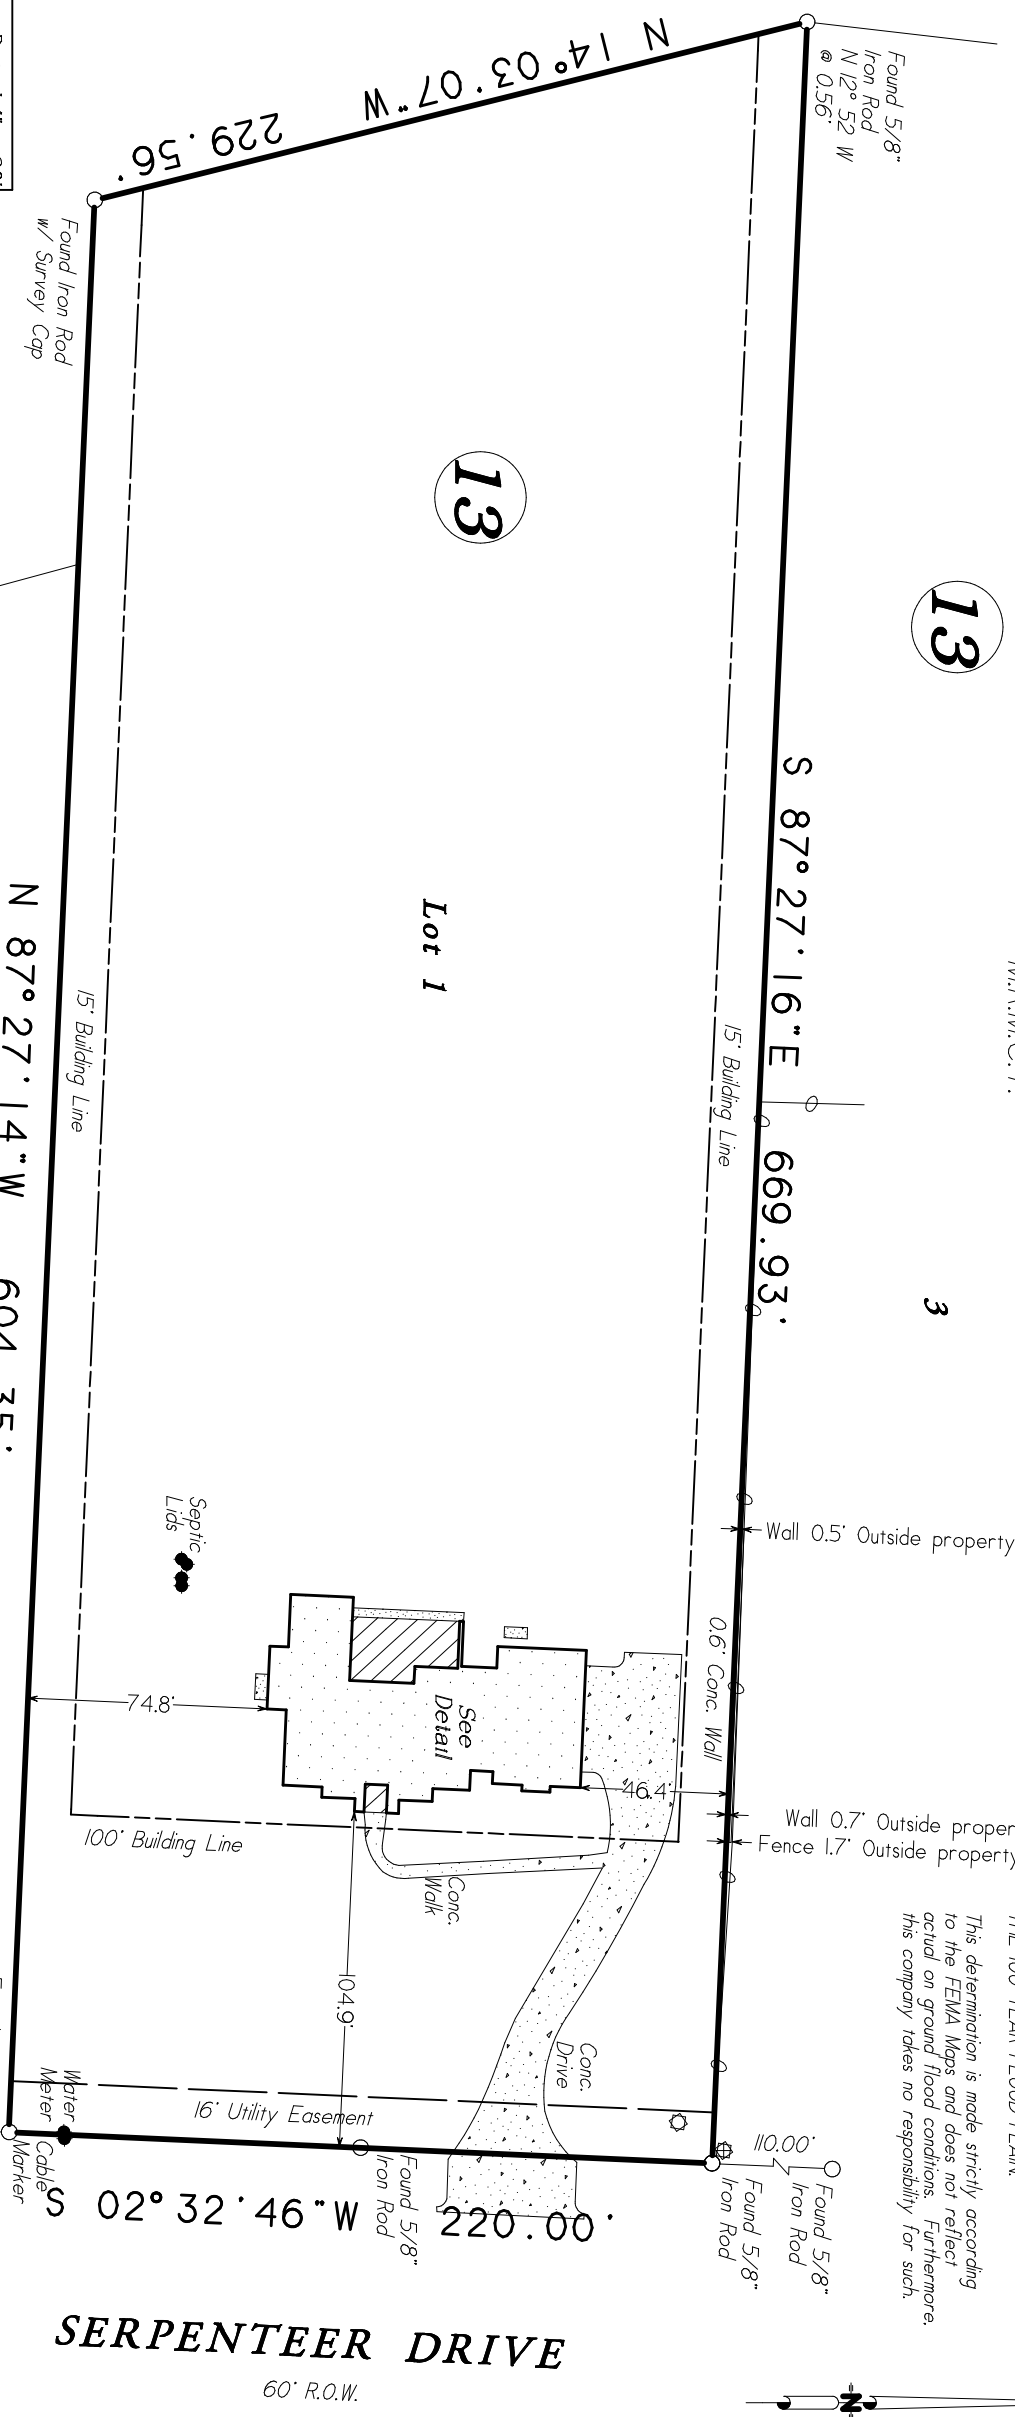 Found 5/8"
Iron Rod
N 12° 52 W
@ 0.56'
N 14°03'07"W 229.56'
Found Iron Rod
w/ Survey Cap
13
13
S 87°27'16"E 669.93'
Lot 1
15' Building Line
15' Building Line
N 87°27'14"W 604.35'
3
Septic
Lids
Wall 0.5' Outside property
0.6' Conc. Wall
See
Detail
74.8'
46.4'
Wall 0.7' Outside proper
Fence 1.7' Outside property
100' Building Line
Conc.
Walk
104.9'
Conc.
Drive
This determination is made strictly according
to the FEMA Maps and does not reflect
actual on ground flood conditions. Furthermore,
this company takes no responsibility for such.
16' Utility Easement
Water
Meter
Cable
Marker
Found 5/8"
Iron Rod
110.00'
Found 5/8"
Iron Rod
Found 5/8"
Iron Rod
S 02°32'46"W 220.00'
SERPENTEER DRIVE
60' R.O.W.
N